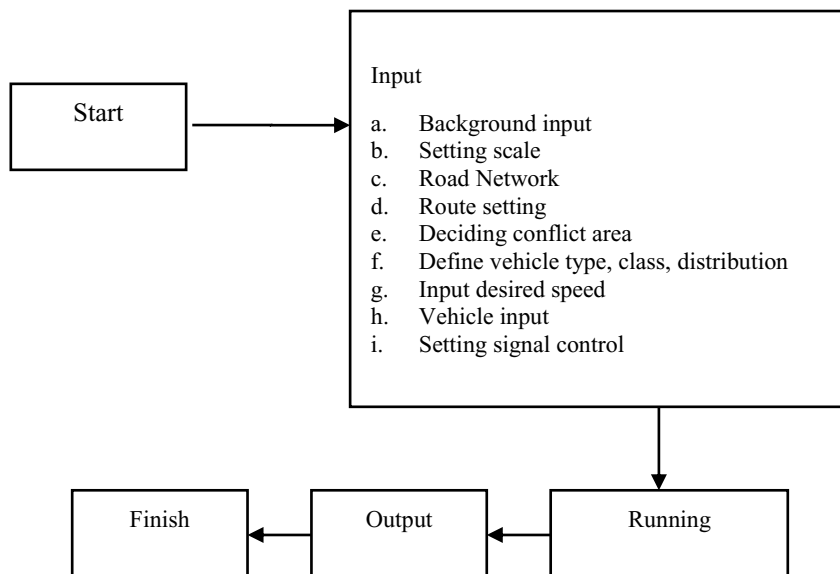 Start
Input
a. Background input
b. Setting scale
c. Road Network
d. Route setting
e. Deciding conflict area
f. Define vehicle type, class, distribution
g. Input desired speed
h. Vehicle input
i. Setting signal control
Finish
Output
Running